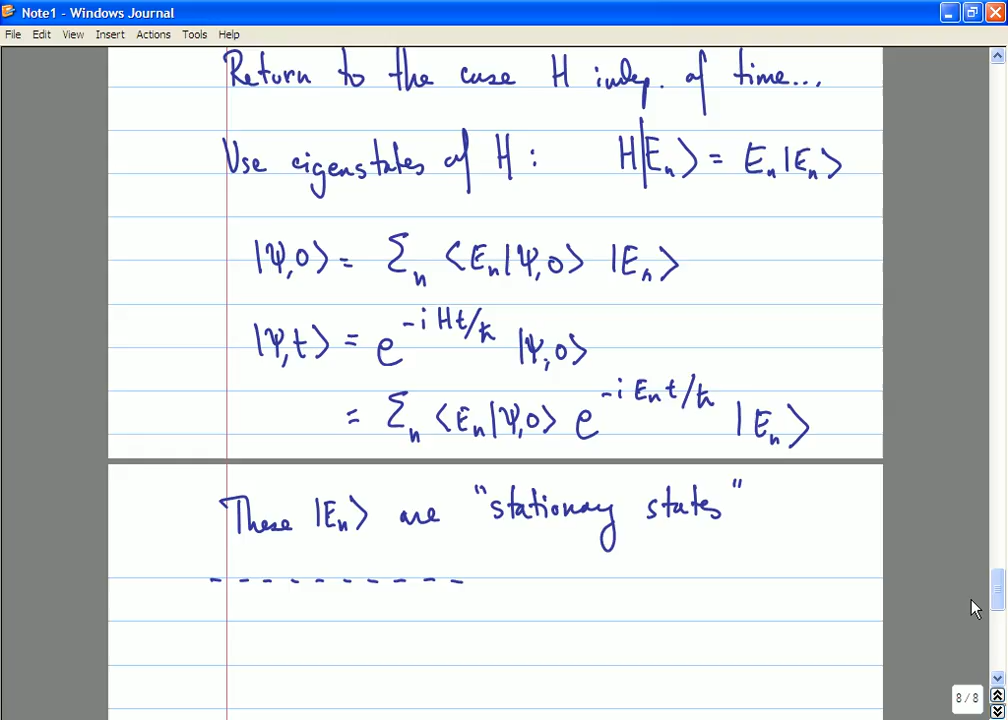 Note1 - Windows Journal
File Edit View Insert Actions Tools Help
Return to the case H indep. of time...
Use eigenstates of H : H|Eₙ⟩ = Eₙ|Eₙ⟩
|Ψ,0⟩ = Σₙ ⟨Eₙ|Ψ,0⟩ |Eₙ⟩
|Ψ,t⟩ = e^{-iHt/ħ} |Ψ,0⟩
= Σₙ ⟨Eₙ|Ψ,0⟩ e^{-iEₙt/ħ} |Eₙ⟩
These |Eₙ⟩ are "stationary states"
8/8